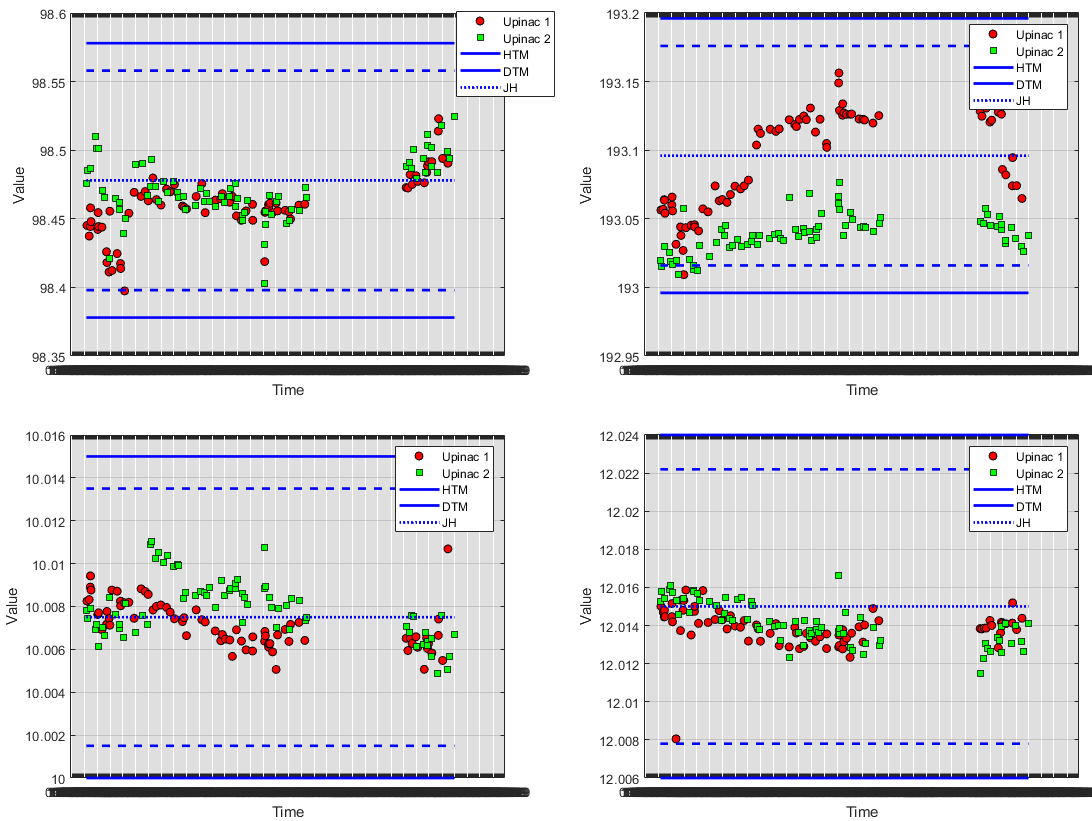 98.6
98.55
98.5
98.45
98.4
98.35
Value
Time
Upinac 1
Upinac 2
HTM
DTM
JH
193.2
193.15
193.1
193.05
193
192.95
Value
Time
Upinac 1
Upinac 2
HTM
DTM
JH
10.016
10.014
10.012
10.01
10.008
10.006
10.004
10.002
10
Value
Time
Upinac 1
Upinac 2
HTM
DTM
JH
12.024
12.022
12.02
12.018
12.016
12.014
12.012
12.01
12.008
12.006
Value
Time
Upinac 1
Upinac 2
HTM
DTM
JH